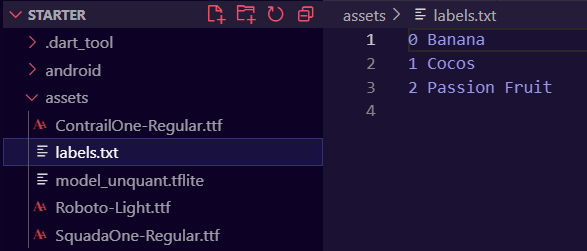 STARTER
.dart_tool
android
assets
ContrailOne-Regular.ttf
labels.txt
model_unquant.tflite
Roboto-Light.ttf
SquadaOne-Regular.ttf
assets > labels.txt
1 0 Banana
2 1 Cocos
3 2 Passion Fruit
4